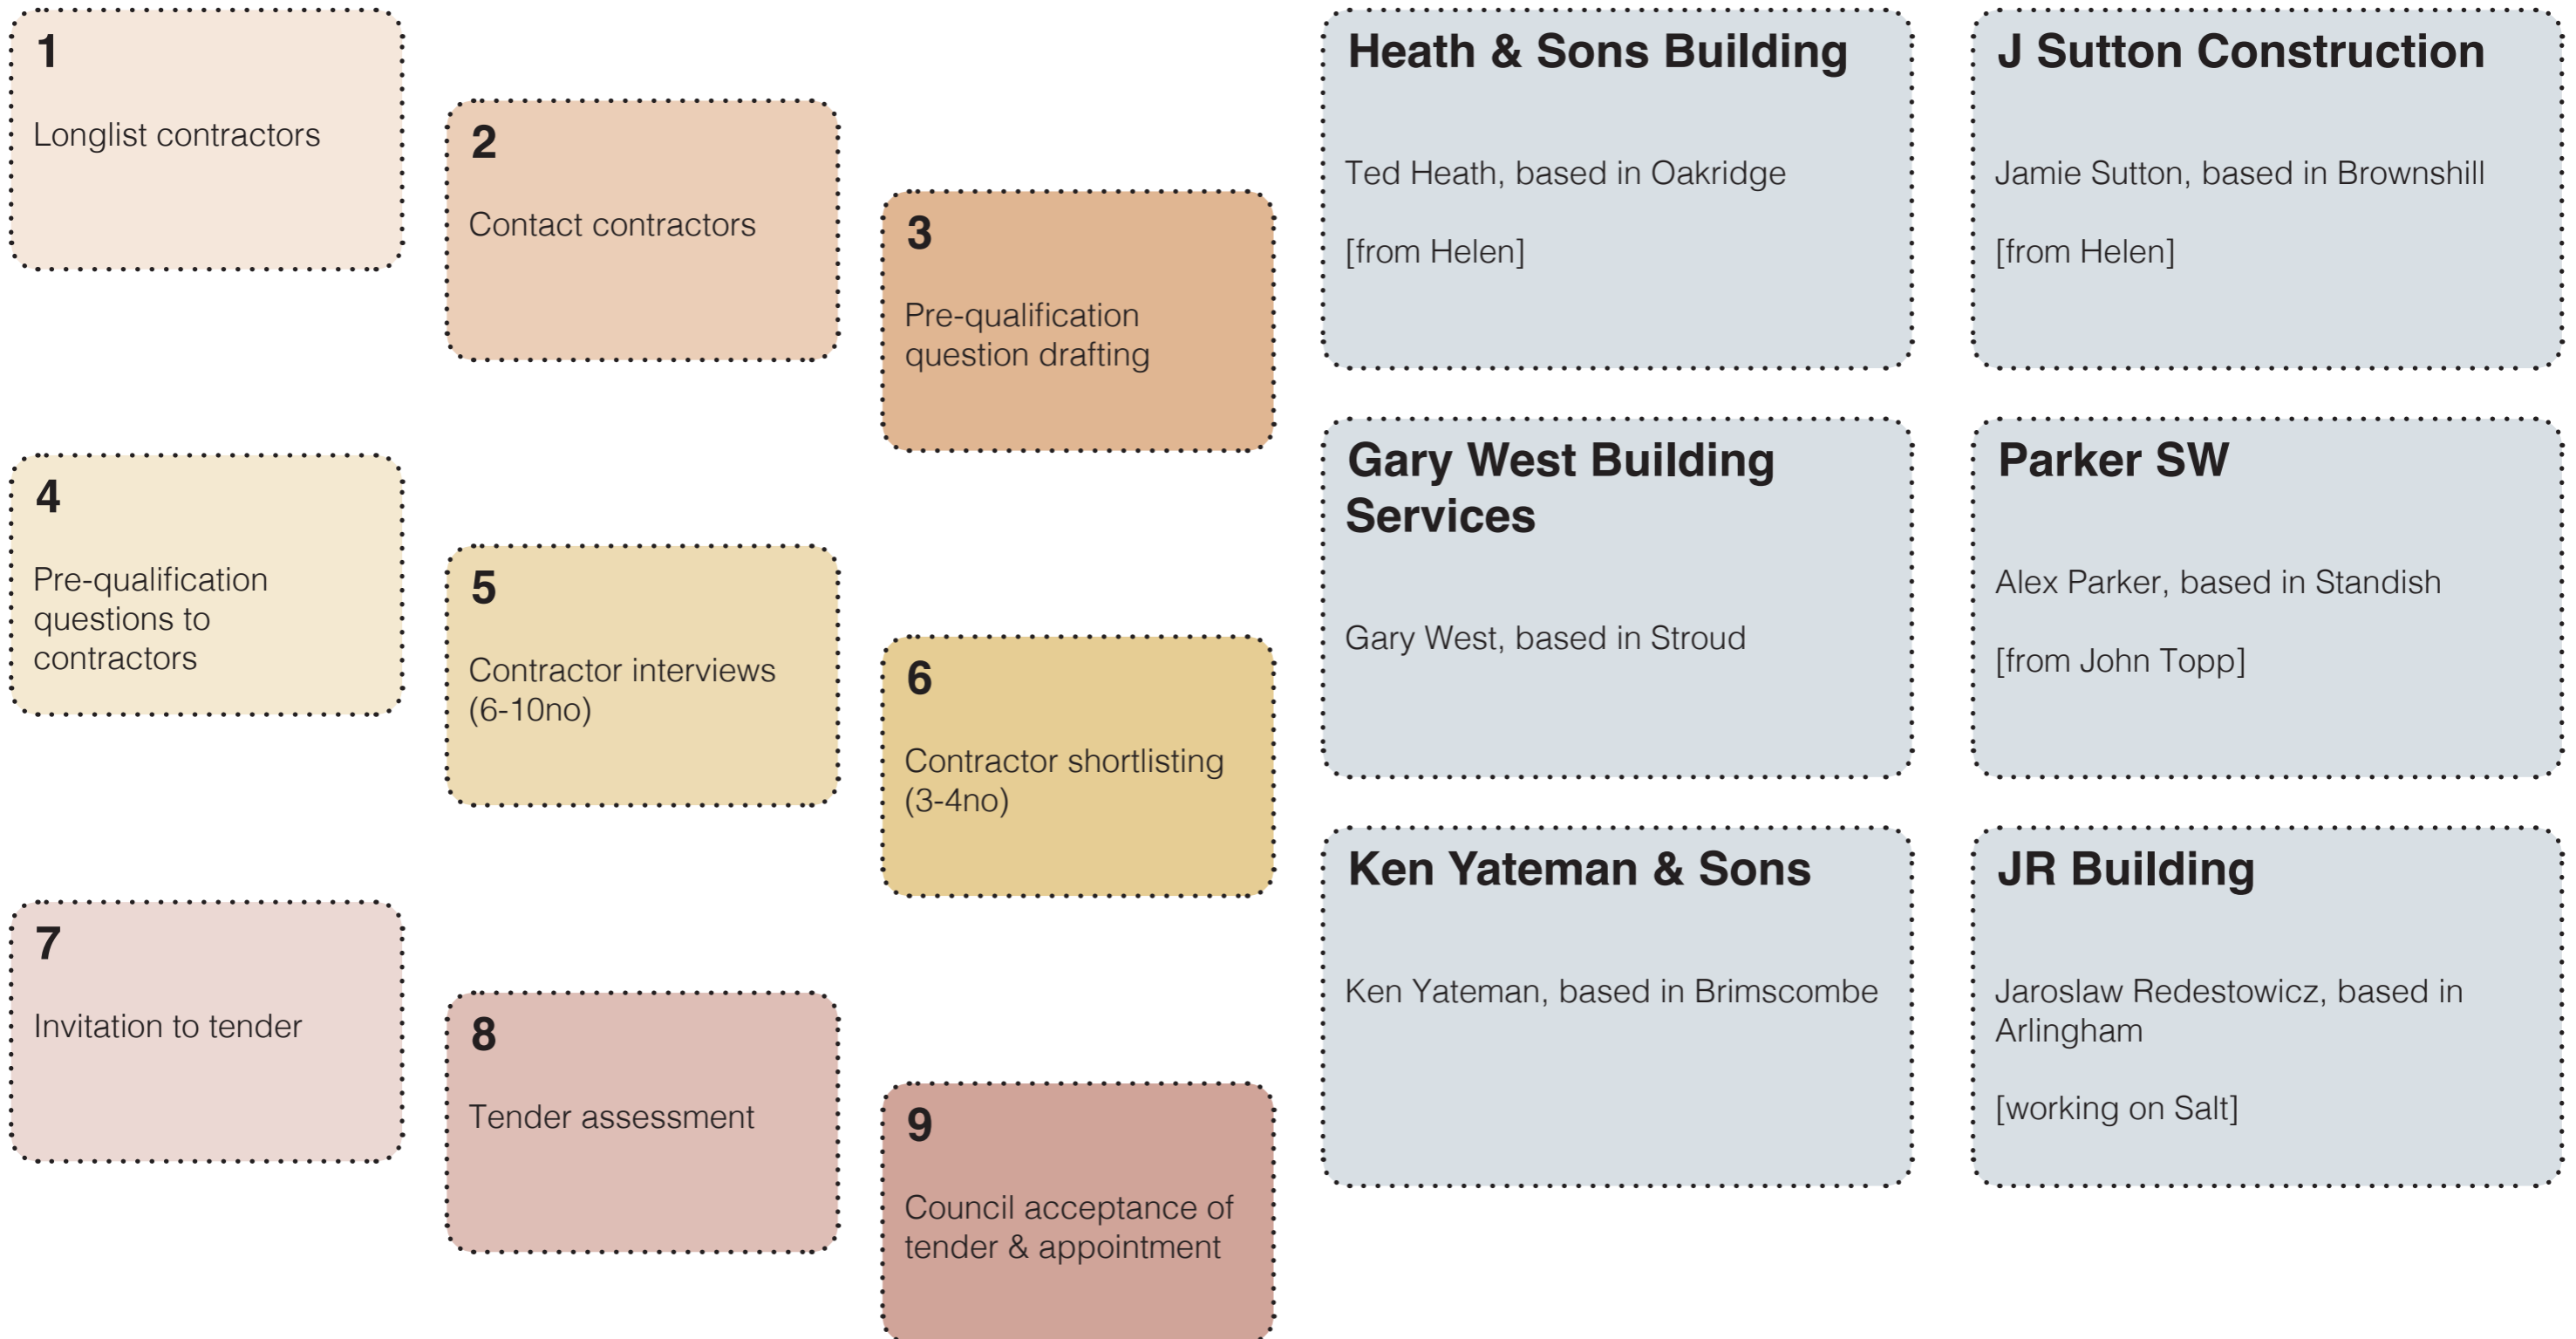 1
Longlist contractors
2
Contact contractors
3
Pre-qualification
question drafting
4
Pre-qualification
questions to
contractors
5
Contractor interviews
(6-10no)
6
Contractor shortlisting
(3-4no)
7
Invitation to tender
8
Tender assessment
9
Council acceptance of
tender & appointment
Heath & Sons Building
Ted Heath, based in Oakridge
[from Helen]
J Sutton Construction
Jamie Sutton, based in Brownshill
[from Helen]
Gary West Building
Services
Gary West, based in Stroud
Parker SW
Alex Parker, based in Standish
[from John Topp]
Ken Yateman & Sons
Ken Yateman, based in Brimscombe
JR Building
Jaroslaw Redestowicz, based in
Arlingham
[working on Salt]